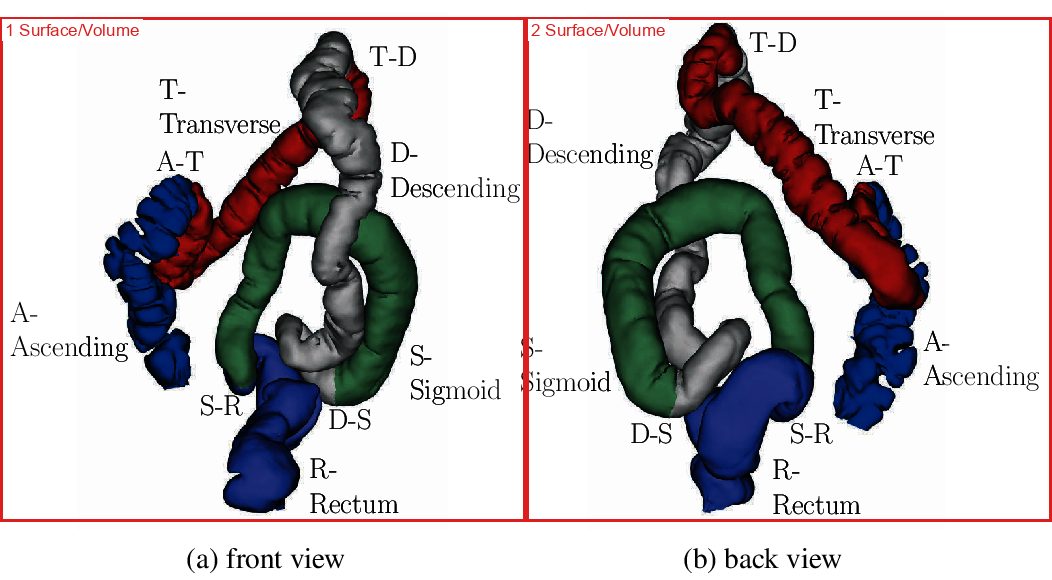 1 Surface/Volume
T-D
T-
Transverse
A-T
D-
Descending
A-
Ascending
S-
Sigmoid
S-R
D-S
R-
Rectum
2 Surface/Volume
T-D
D-
Descending
T-
Transverse
A-T
S-
Sigmoid
A-
Ascending
D-S
S-R
R-
Rectum
(a) front view
(b) back view